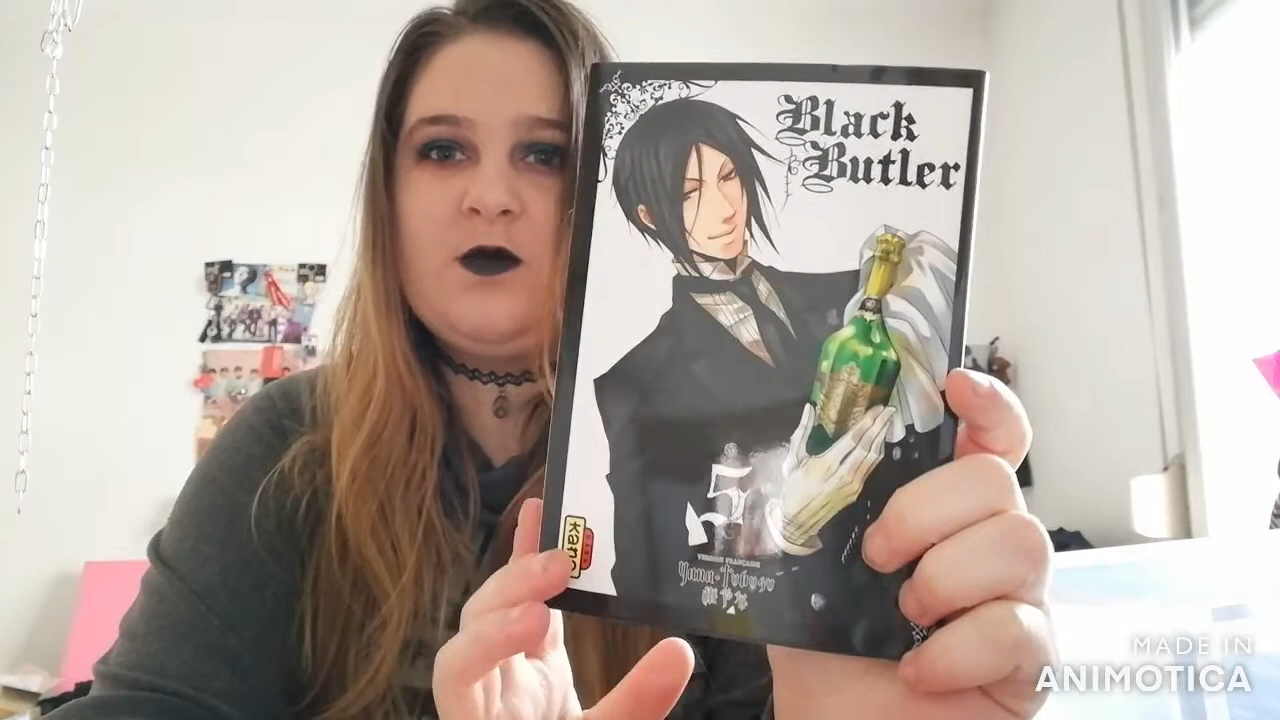 Black
Butler
5
Kana
VERSION FRANÇAISE
Yana Toboso
MADE IN
ANIMOTICA